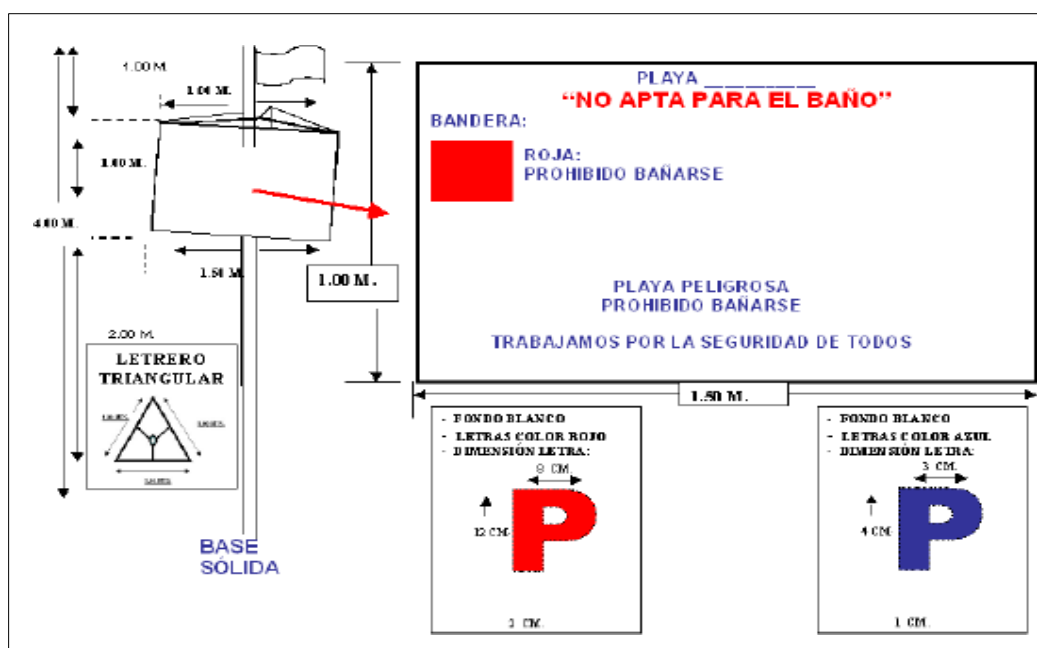 1.00 M.
1.00 M.
1.00 M.
4.00 M.
1.50 M.
2.00 M.
LETRERO
TRIANGULAR
BASE
SÓLIDA
1.00 M.
PLAYA __________
“NO APTA PARA EL BAÑO”
BANDERA:
ROJA:
PROHIBIDO BAÑARSE
PLAYA PELIGROSA
PROHIBIDO BAÑARSE
TRABAJAMOS POR LA SEGURIDAD DE TODOS
1.50 M.
- FONDO BLANCO
- LETRAS COLOR ROJO
- DIMENSIÓN LETRA:
CM.
12 CM.
CM.
- FONDO BLANCO
- LETRAS COLOR AZUL
- DIMENSIÓN LETRA:
3 CM.
4 CM.
1 CM.